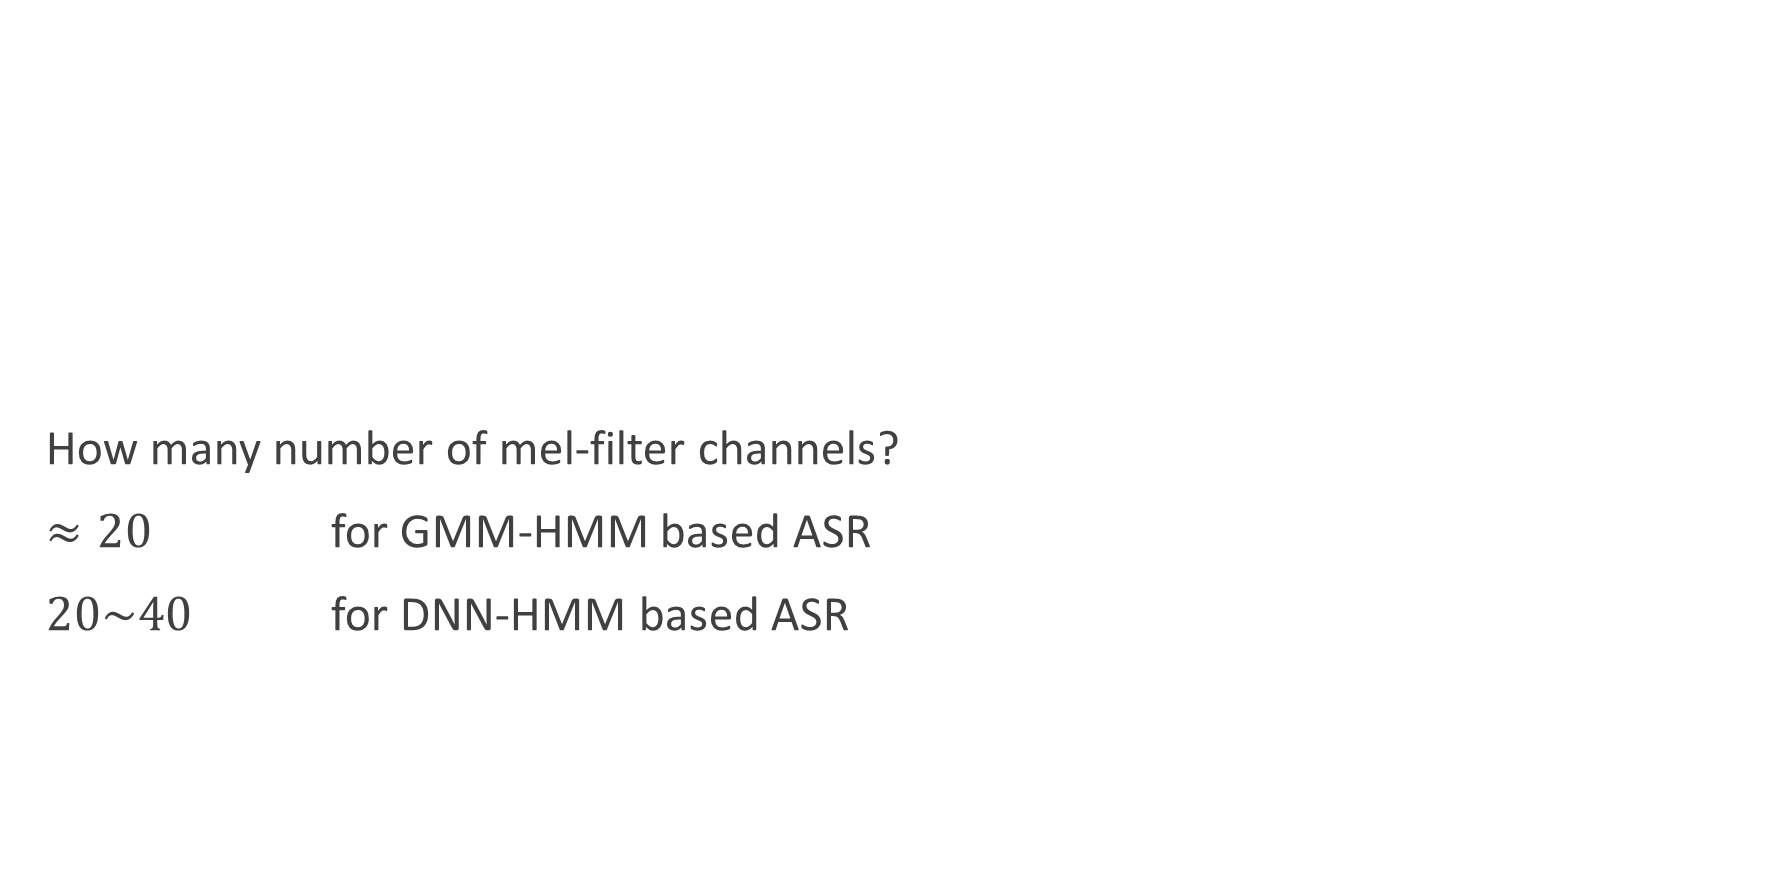 How many number of mel-filter channels?
≈ 20 for GMM-HMM based ASR
20~40 for DNN-HMM based ASR